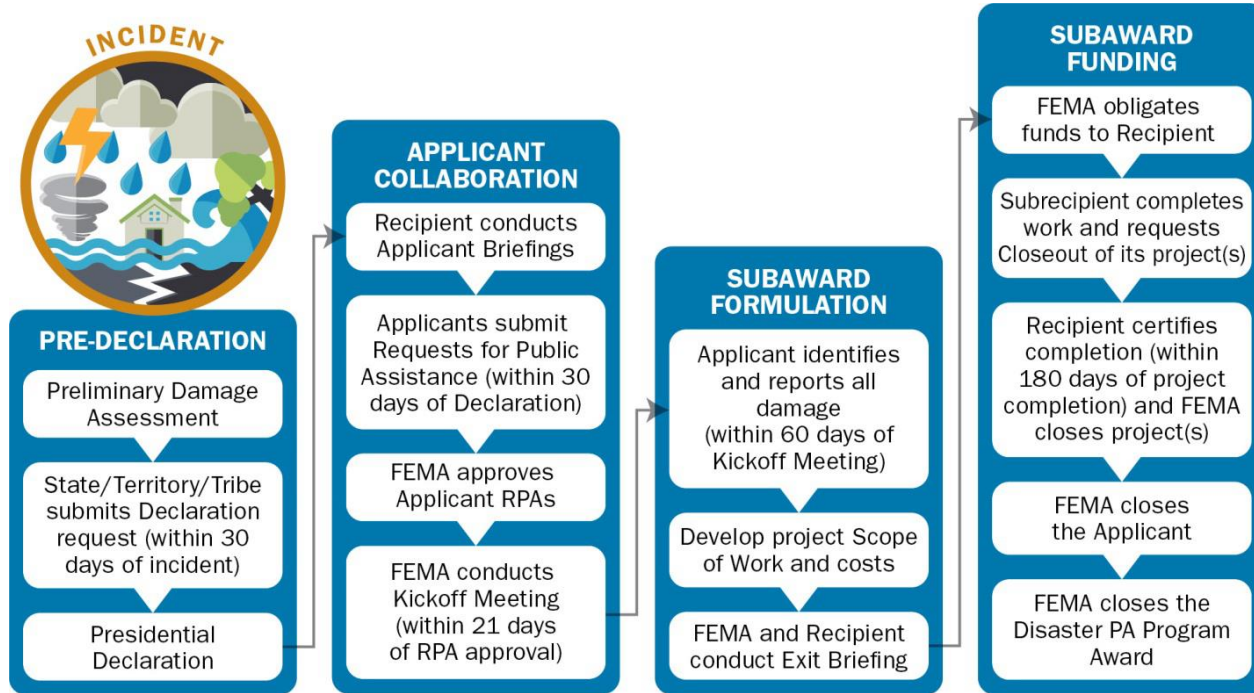 INCIDENT
PRE-DECLARATION
Preliminary Damage
Assessment
State/Territory/Tribe
submits Declaration
request (within 30
days of incident)
Presidential
Declaration
APPLICANT
COLLABORATION
Recipient conducts
Applicant Briefings
Applicants submit
Requests for Public
Assistance (within 30
days of Declaration)
FEMA approves
Applicant RPAs
FEMA conducts
Kickoff Meeting
(within 21 days
of RPA approval)
SUBAWARD
FORMULATION
Applicant identifies
and reports all
damage
(within 60 days of
Kickoff Meeting)
Develop project Scope
of Work and costs
FEMA and Recipient
conduct Exit Briefing
SUBAWARD
FUNDING
FEMA obligates
funds to Recipient
Subrecipient completes
work and requests
Closeout of its project(s)
Recipient certifies
completion (within
180 days of project
completion) and FEMA
closes project(s)
FEMA closes
the Applicant
FEMA closes the
Disaster PA Program
Award